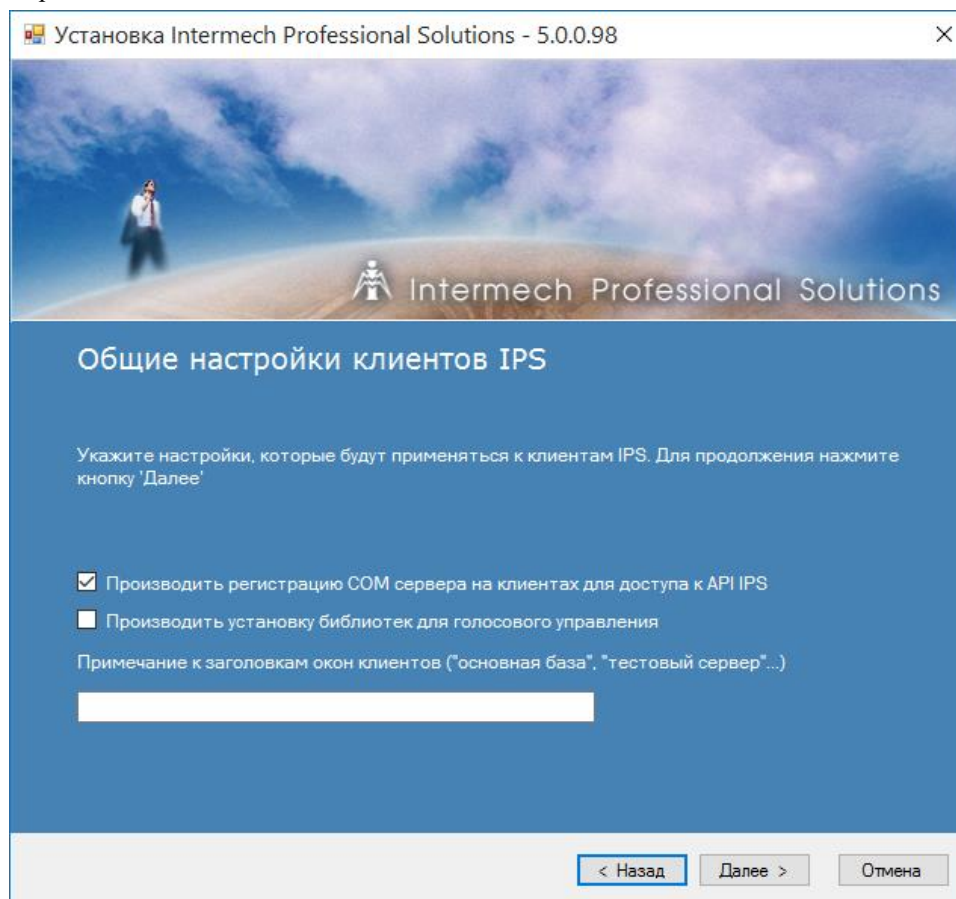 Установка Intermech Professional Solutions - 5.0.0.98
Intermech Professional Solutions
Общие настройки клиентов IPS
Укажите настройки, которые будут применяться к клиентам IPS. Для продолжения нажмите
кнопку 'Далее'
Производить регистрацию COM сервера на клиентах для доступа к API IPS
Производить установку библиотек для голосового управления
Примечание к заголовкам окон клиентов ("основная база", "тестовый сервер"...)
< Назад
Далее >
Отмена